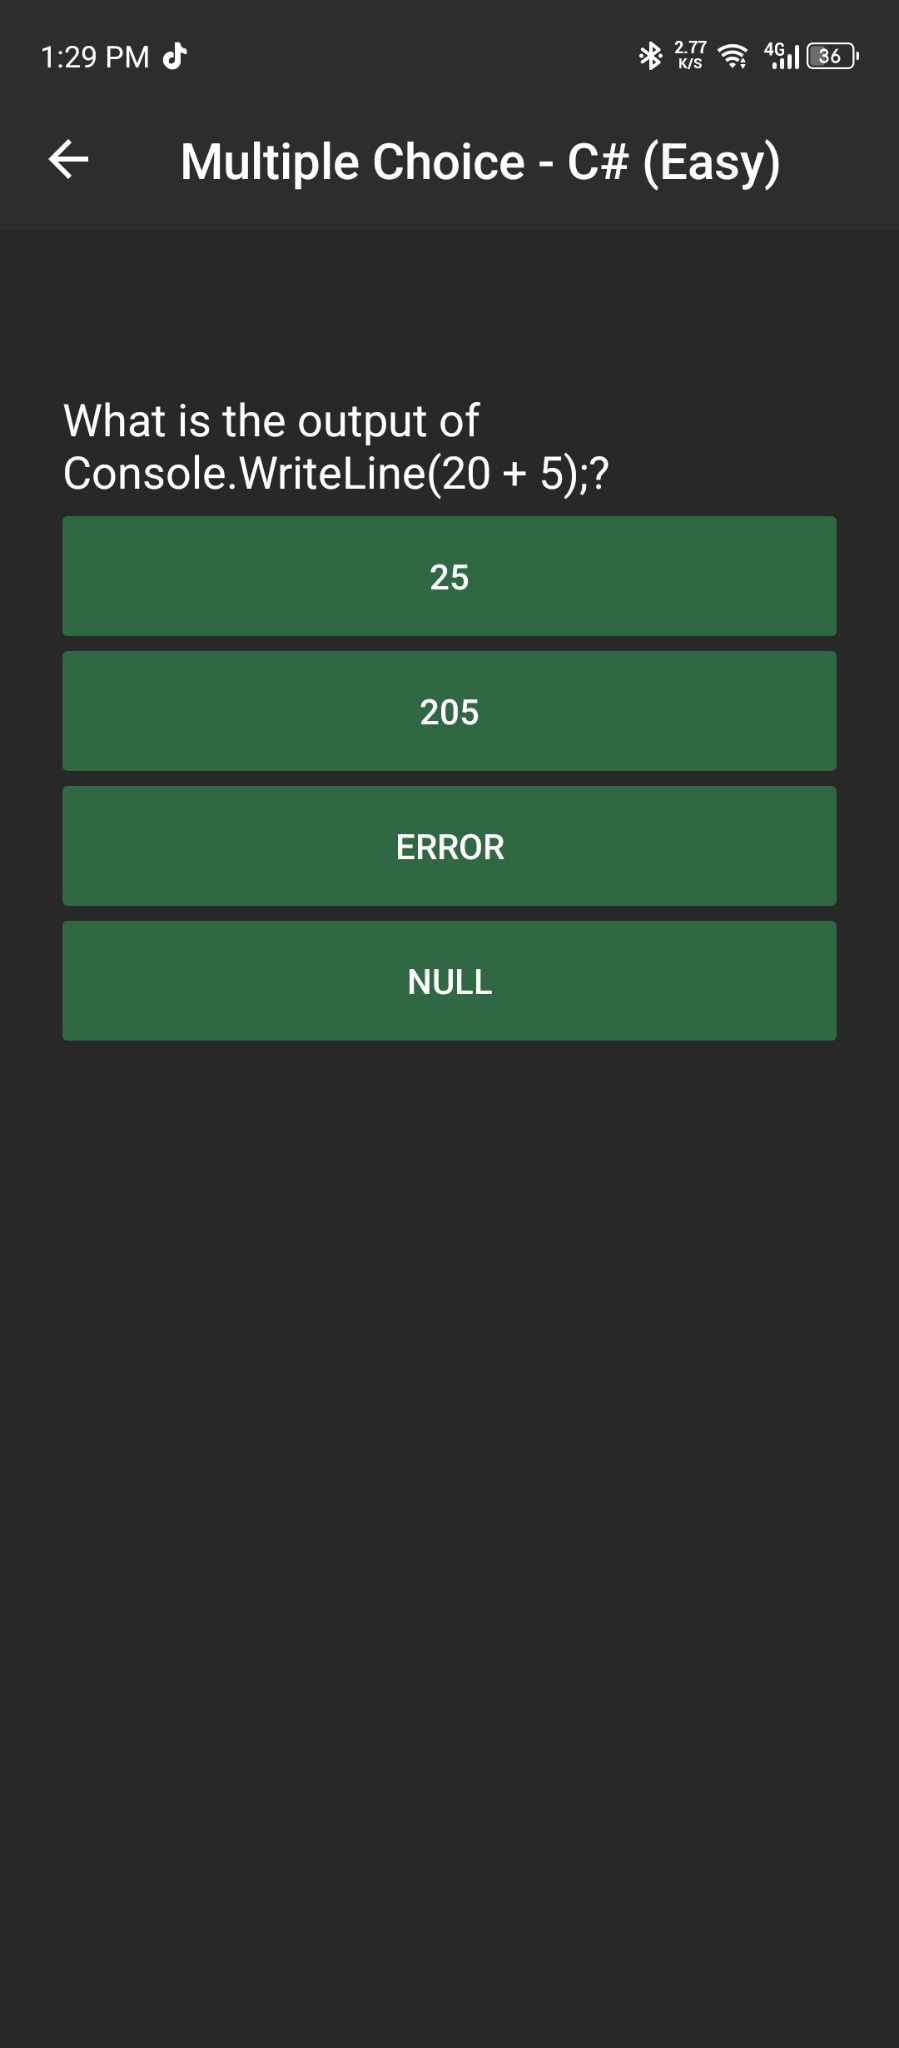 1:29 PM 2.77 K/S 4G 36
Multiple Choice - C# (Easy)
What is the output of
Console.WriteLine(20 + 5);?
25
205
ERROR
NULL